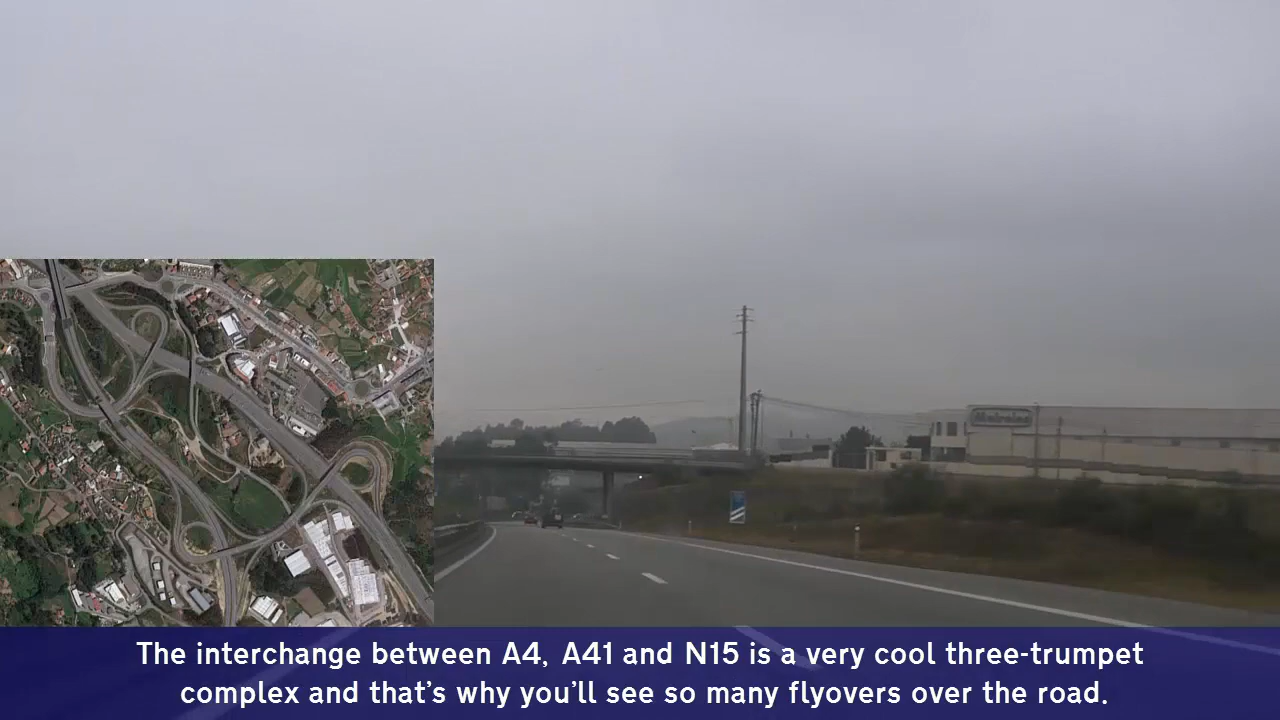 The interchange between A4, A41 and N15 is a very cool three-trumpet
complex and that's why you'll see so many flyovers over the road.